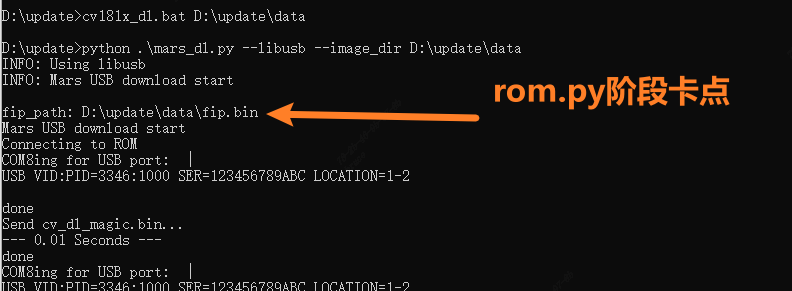 D:\update>cv181x_dl.bat D:\update\data
D:\update>python .\mars_dl.py --libusb --image_dir D:\update\data
INFO: Using libusb
INFO: Mars USB download start
rom.py阶段卡点
fip_path: D:\update\data\fip.bin
Mars USB download start
Connecting to ROM
COM8ing for USB port:  |
USB VID:PID=3346:1000 SER=123456789ABC LOCATION=1-2
done
Send cv_dl_magic.bin...
--- 0.01 Seconds ---
done
COM8ing for USB port:  |
USB VID:PID=3346:1000 SER=123456789ABC LOCATION=1-2